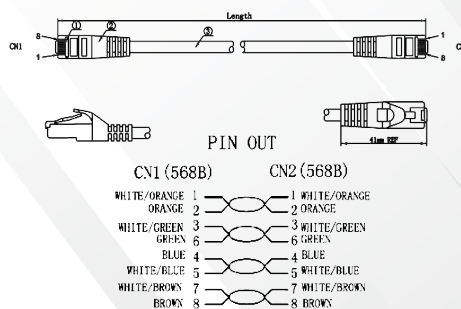 Length
8 ① ② ③ 1
CN1 C
1 8
41mm REF
PIN OUT
CN1(568B) CN2(568B)
WHITE/ORANGE 1 1 WHITE/ORANGE
ORANGE 2 2 ORANGE
WHITE/GREEN 3 3 WHITE/GREEN
GREEN 6 6 GREEN
BLUE 4 4 BLUE
WHITE/BLUE 5 5 WHITE/BLUE
WHITE/BROWN 7 7 WHITE/BROWN
BROWN 8 8 BROWN